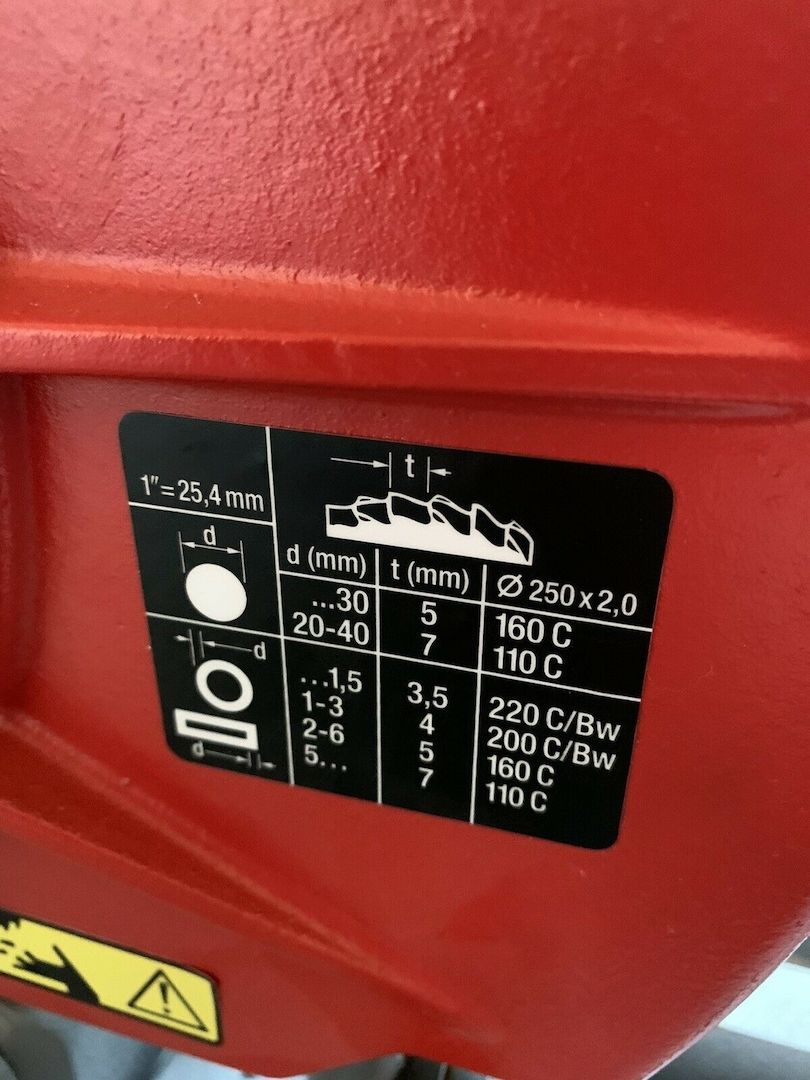 1"=25,4 mm
t
d
d (mm) t (mm) Ø 250 x 2,0
...30 5 160 C
20-40 7 110 C
d
...1,5 3,5 220 C/Bw
1-3 4 200 C/Bw
2-6 5 160 C
5... 7 110 C
d